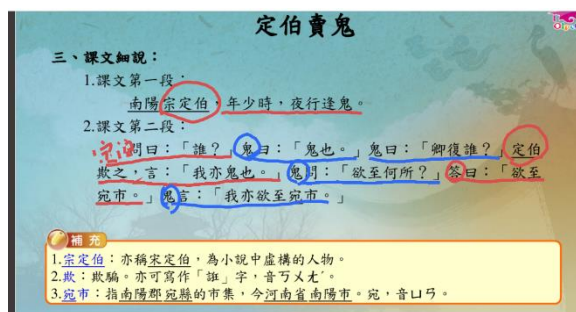 定伯賣鬼
三、課文細說：
1.課文第一段：
南陽宗定伯，年少時，夜行逢鬼。
2.課文第二段：
定伯問曰：「誰？」鬼曰：「鬼也。」鬼曰：「卿復誰？」定伯
欺之，言：「我亦鬼也。」鬼問：「欲至何所？」答曰：「欲至
宛市。」鬼言：「我亦欲至宛市。」
補充
1.宗定伯：亦稱宋定伯，為小說中虛構的人物。
2.欺：欺騙。亦可寫作「誑」字，音ㄎㄨㄤˊ。
3.宛市：指南陽郡宛縣的市集，今河南省南陽市。宛，音ㄩㄢ。